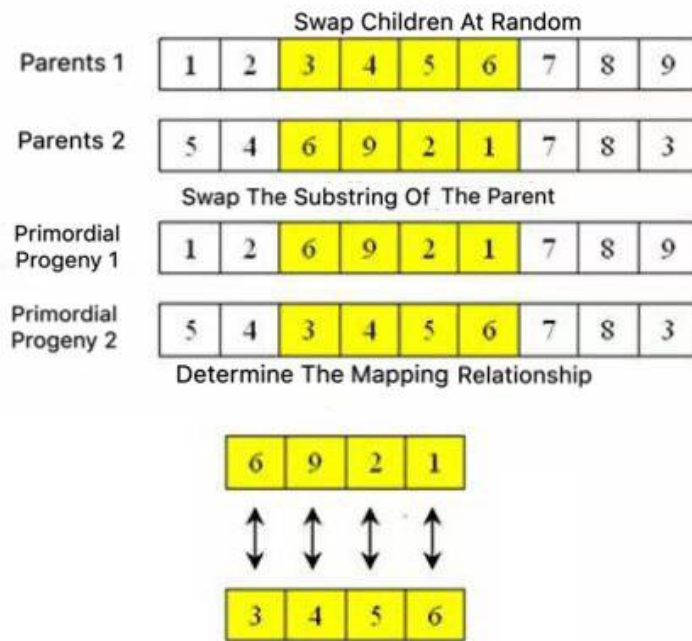 Swap Children At Random
Parents 1 1 2 3 4 5 6 7 8 9
Parents 2 5 4 6 9 2 1 7 8 3
Swap The Substring Of The Parent
Primordial
Progeny 1 1 2 6 9 2 1 7 8 9
Primordial
Progeny 2 5 4 3 4 5 6 7 8 3
Determine The Mapping Relationship
6 9 2 1
3 4 5 6